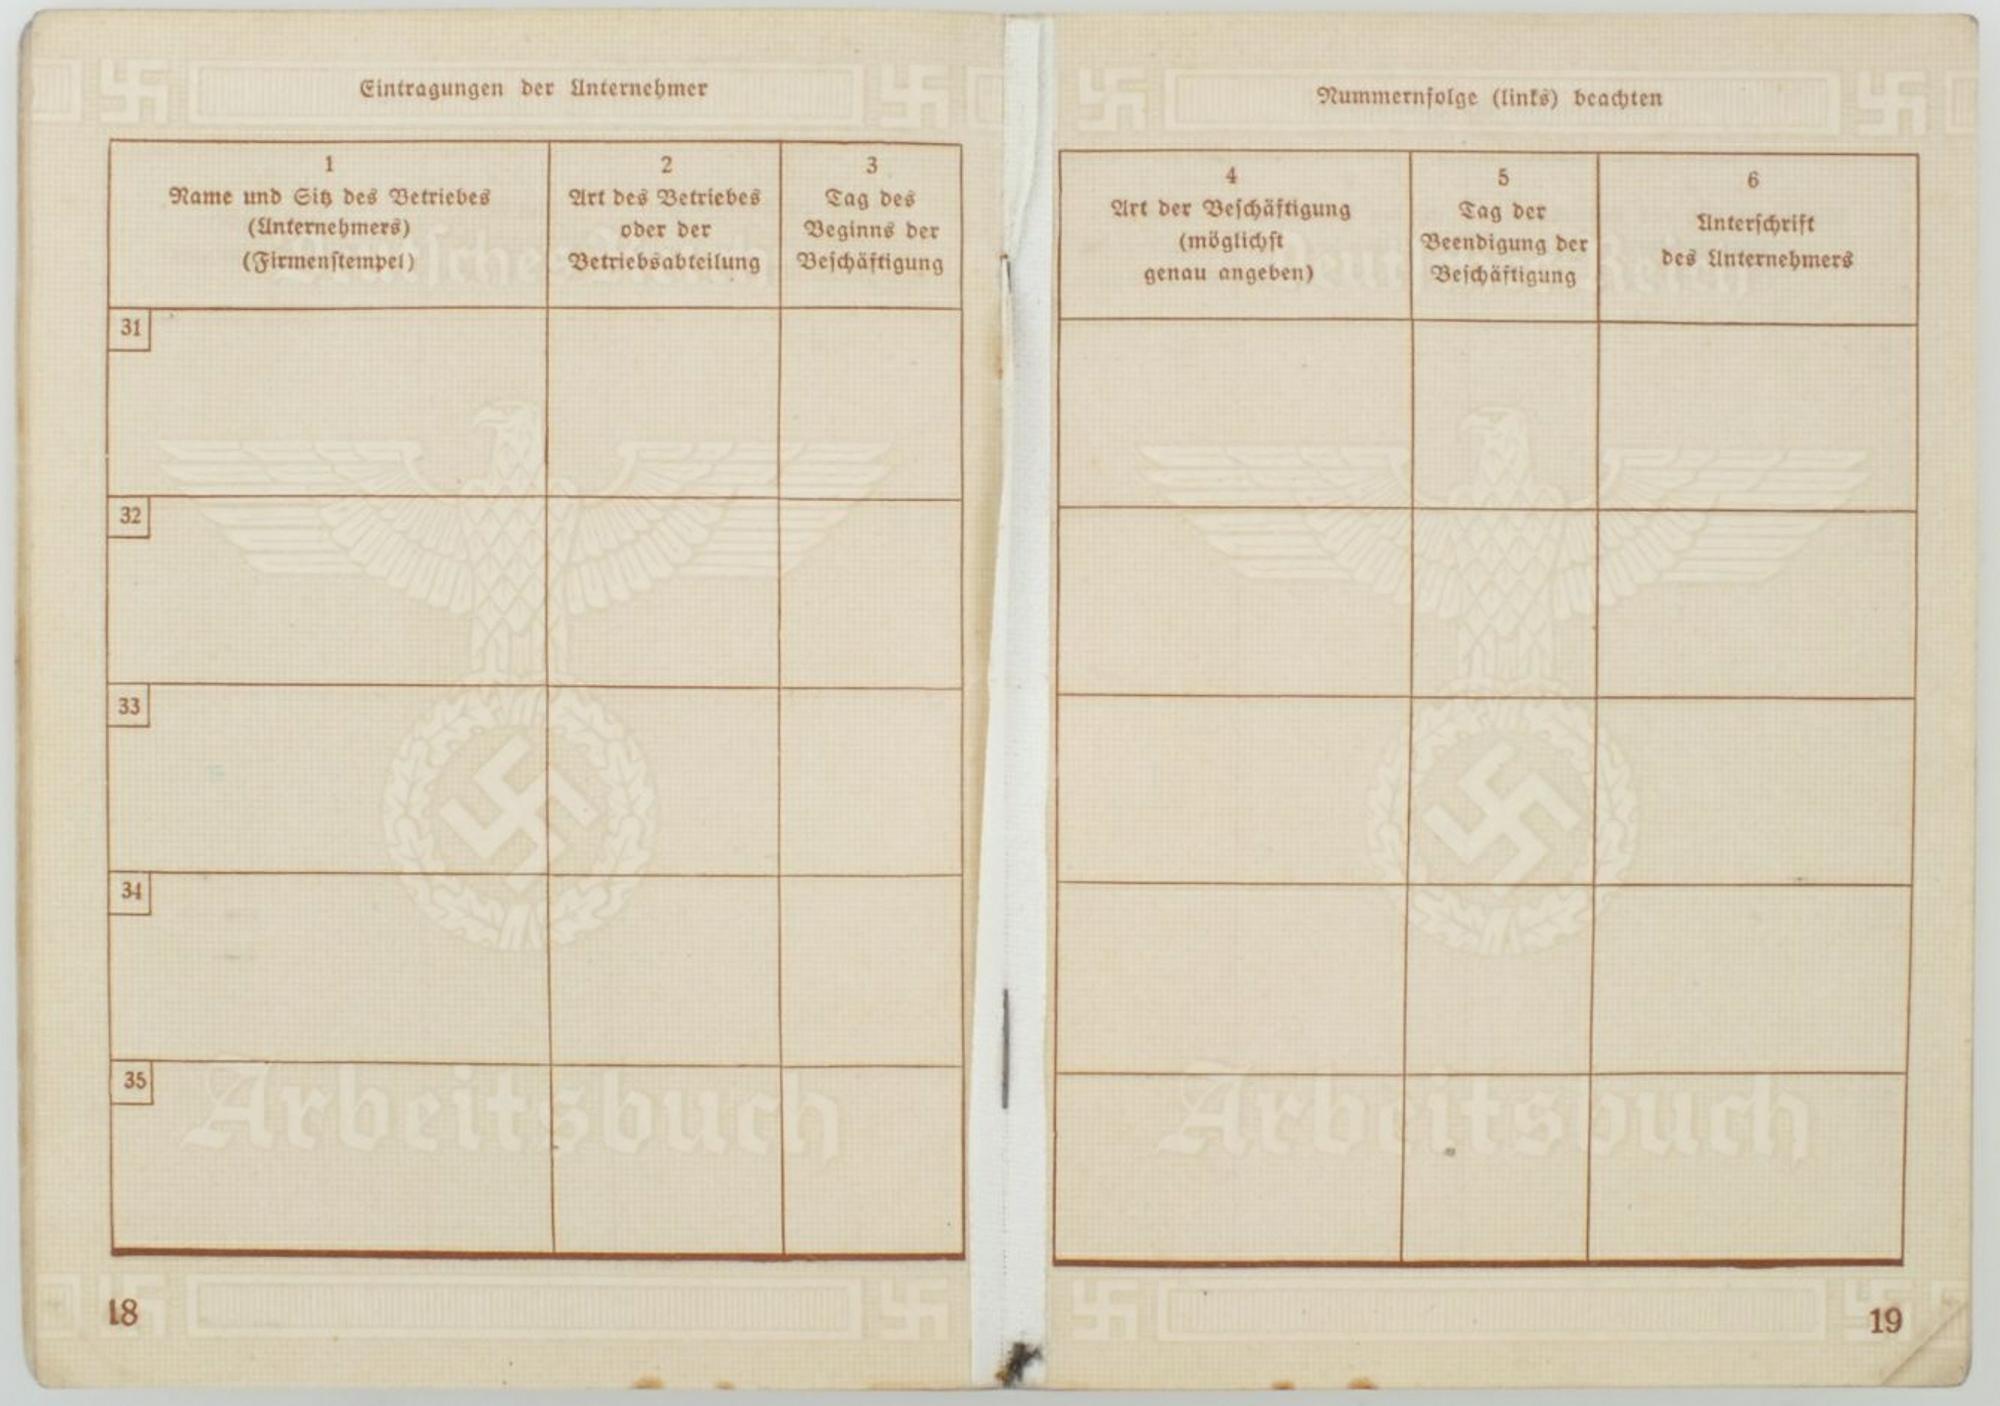 Eintragungen der Unternehmer
1
Name und Sitz des Betriebes
(Unternehmers)
(Firmenstempel)
2
Art des Betriebes
oder der
Betriebsabteilung
3
Tag des
Beginns der
Beschäftigung
31
32
33
34
35
Arbeitsbuch
18
Nummernfolge (links) beachten
4
Art der Beschäftigung
(möglichst
genau angeben)
5
Tag der
Beendigung der
Beschäftigung
6
Unterschrift
des Unternehmers
Deutsches Reich
Arbeitsbuch
19